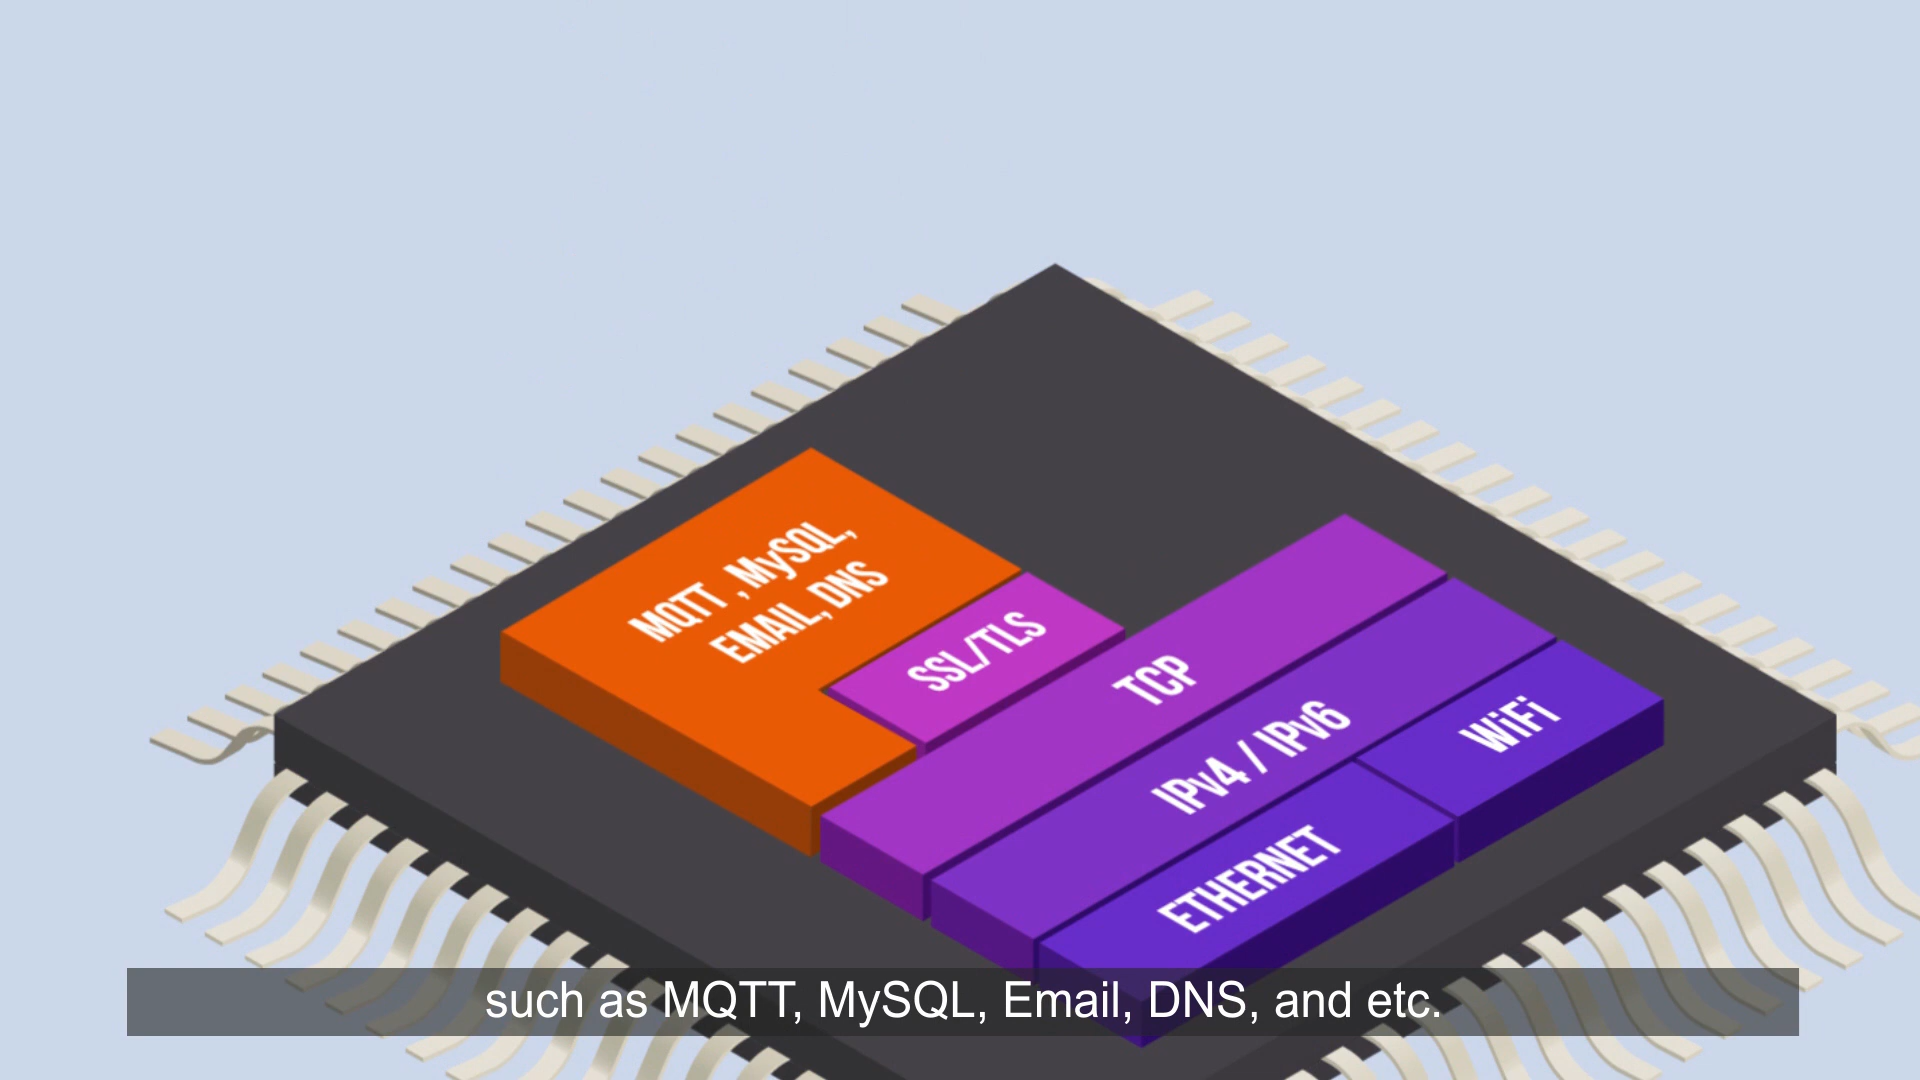 MQTT , MySQL,
EMAIL, DNS
SSL/TLS
TCP
IPv4 / IPv6
WiFi
ETHERNET
such as MQTT, MySQL, Email, DNS, and etc.